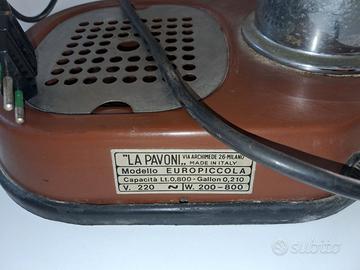 "LA PAVONI„ VIA ARCHIMEDE 26-MILANO
MADE IN ITALY
Modello EUROPICCOLA
Capacità Lt.0,800-Gallon 0,210
V. 220 ~ W. 200-800
subito